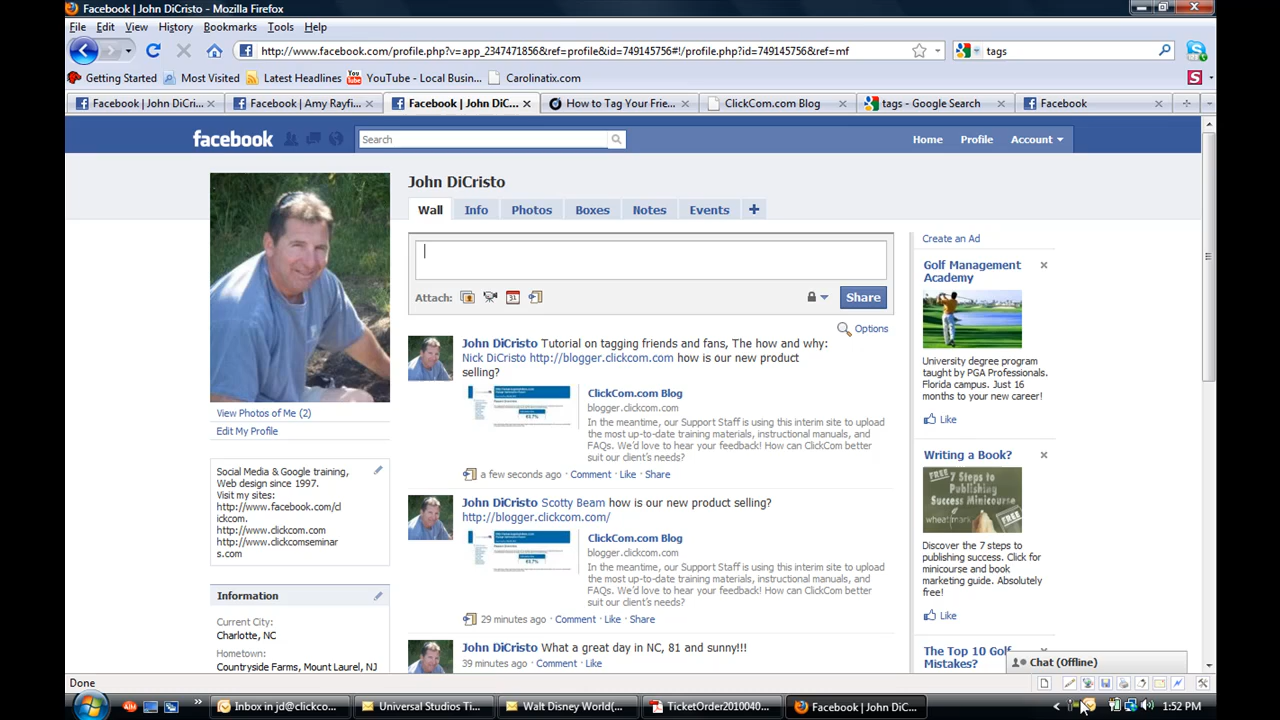 Facebook | John DiCristo - Mozilla Firefox
File Edit View History Bookmarks Tools Help
http://www.facebook.com/profile.php?v=app_2347471856&ref=profile&id=749145756#!/profile.php?id=749145756&ref=mf
tags
Getting Started Most Visited Latest Headlines YouTube - Local Busin... Carolinatix.com
Facebook | John DiCri... Facebook | Amy Rayfi... Facebook | John DiC... How to Tag Your Frie... ClickCom.com Blog tags - Google Search Facebook
facebook Search Home Profile Account
John DiCristo
Wall Info Photos Boxes Notes Events +
Attach: 31 Share
Options
John DiCristo Tutorial on tagging friends and fans, The how and why:
Nick DiCristo http://blogger.clickcom.com how is our new product
selling?
ClickCom.com Blog
blogger.clickcom.com
In the meantime, our Support Staff is using this interim site to upload
the most up-to-date training materials, instructional manuals, and
FAQs. We'd love to hear your feedback! How can ClickCom better
suit our client's needs?
a few seconds ago · Comment · Like · Share
John DiCristo Scotty Beam how is our new product selling?
http://blogger.clickcom.com/
ClickCom.com Blog
blogger.clickcom.com
In the meantime, our Support Staff is using this interim site to upload
the most up-to-date training materials, instructional manuals, and
FAQs. We'd love to hear your feedback! How can ClickCom better
suit our client's needs?
29 minutes ago · Comment · Like · Share
John DiCristo What a great day in NC, 81 and sunny!!!
39 minutes ago · Comment · Like
View Photos of Me (2)
Edit My Profile
Social Media & Google training,
Web design since 1997.
Visit my sites:
http://www.facebook.com/cl
ickcom.
http://www.clickcom.com
http://www.clickcomseminar
s.com
Information
Current City:
Charlotte, NC
Hometown:
Countryside Farms, Mount Laurel, NJ
Create an Ad
Golf Management
Academy
University degree program
taught by PGA Professionals.
Florida campus. Just 16
months to your new career!
Like
Writing a Book?
FREE 7 Steps to
Publishing
Success Minicourse
wheatmark
FREE
Discover the 7 steps to
publishing success. Click for
minicourse and book
marketing guide. Absolutely
free!
Like
The Top 10 Golf
Mistakes?
Chat (Offline)
Done
Inbox in jd@clickco... Universal Studios Ti... Walt Disney World(... TicketOrder2010040... Facebook | John DiC... 1:52 PM